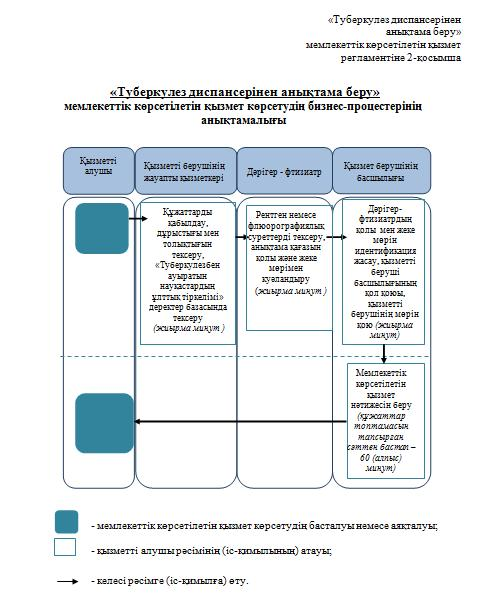 «Туберкулез диспансерінен
анықтама беру»
мемлекеттік көрсетілетін қызмет
регламентіне 2-қосымша
«Туберкулез диспансерінен анықтама беру»
мемлекеттік көрсетілетін қызмет көрсетудің бизнес-процестерінің
анықтамалығы
Қызметті
алушы
Қызметті берушінің
жауапты қызметкері
Дәрігер - фтизиатр
Қызмет берушінің
басшылығы
Құжаттарды
қабылдау,
дұрыстығы мен
толықтығын
тексеру,
«Туберкулезбен
ауыратын
науқастардың
ұлттық тіркелімі»
деректер базасында
тексеру
(жиырма минут )
Рентген немесе
флюорографиялық
суреттерді тексеру,
анықтама қағазын
қолы және жеке
мөрімен
куәландыру
(жиырма минут )
Дәрігер-
фтизиатрдың
қолы мен жеке
мөрін
идентификация
жасау, қызметті
беруші
басшылығының
қол қоюы,
қызметті
берушінің мөрін
қою (жиырма
минут)
Мемлекеттік
көрсетілетін
қызмет
нәтижесін беру
(құжаттар
топтамасын
тапсырған
сәттен бастап –
60 (алпыс)
минут)
- мемлекеттік көрсетілетін қызмет көрсетудің басталуы немесе аяқталуы;
- қызметті алушы рәсімінің (іс-қимылының) атауы;
- келесі рәсімге (іс-қимылға) өту.